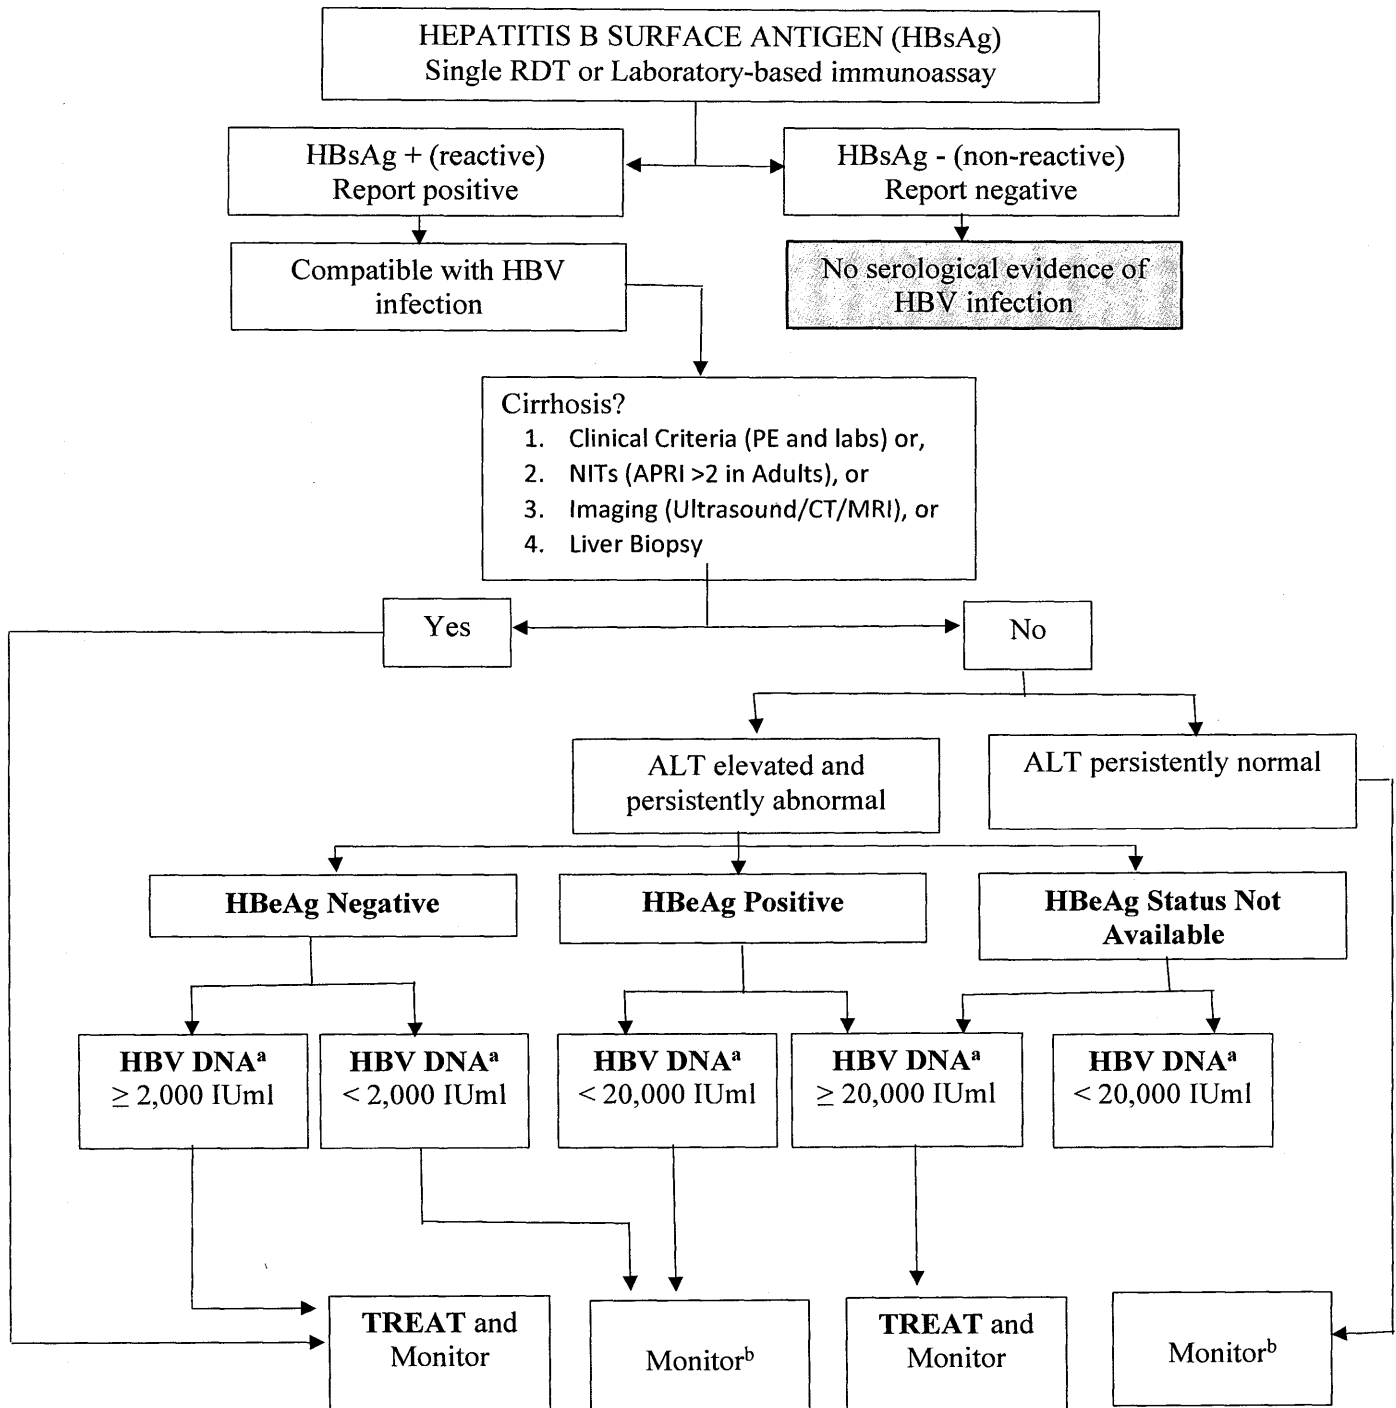 HEPATITIS B SURFACE ANTIGEN (HBsAg)
Single RDT or Laboratory-based immunoassay
HBsAg + (reactive)
Report positive
HBsAg - (non-reactive)
Report negative
Compatible with HBV
infection
No serological evidence of
HBV infection
Cirrhosis?
1. Clinical Criteria (PE and labs) or,
2. NITs (APRI >2 in Adults), or
3. Imaging (Ultrasound/CT/MRI), or
4. Liver Biopsy
Yes
No
ALT elevated and
persistently abnormal
ALT persistently normal
HBeAg Negative
HBeAg Positive
HBeAg Status Not
Available
HBV DNAᵃ
≥ 2,000 IUml
HBV DNAᵃ
< 2,000 IUml
HBV DNAᵃ
< 20,000 IUml
HBV DNAᵃ
≥ 20,000 IUml
HBV DNAᵃ
< 20,000 IUml
TREAT and
Monitor
Monitorᵇ
TREAT and
Monitor
Monitorᵇ